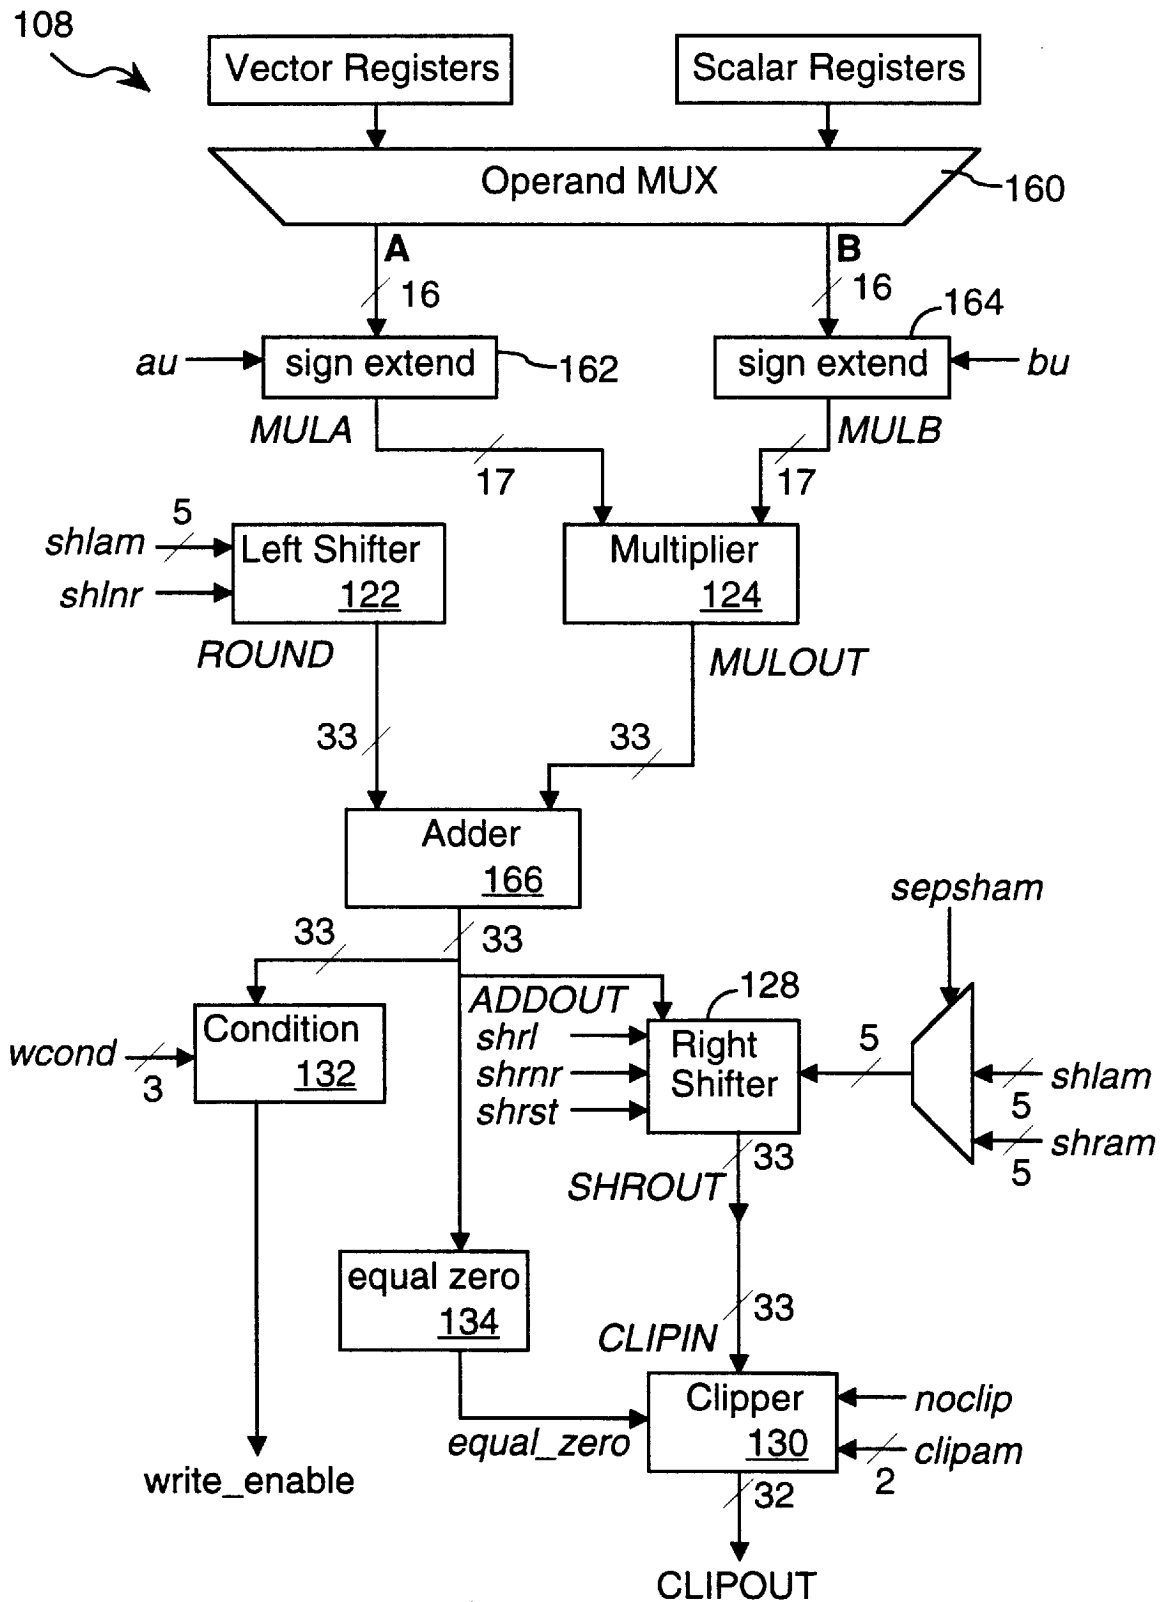 108
Vector Registers
Scalar Registers
Operand MUX
160
A
B
16
16
164
au
sign extend
162
sign extend
bu
MULA
MULB
17
17
5
shlam
shlnr
Left Shifter
122
Multiplier
124
ROUND
MULOUT
33
33
Adder
166
sepsham
33
33
ADDOUT
128
wcond
3
Condition
132
shrl
shrnr
shrst
Right
Shifter
5
shlam
5
shram
5
33
SHROUT
equal zero
134
33
CLIPIN
Clipper
130
noclip
clipam
2
equal_zero
write_enable
32
CLIPOUT